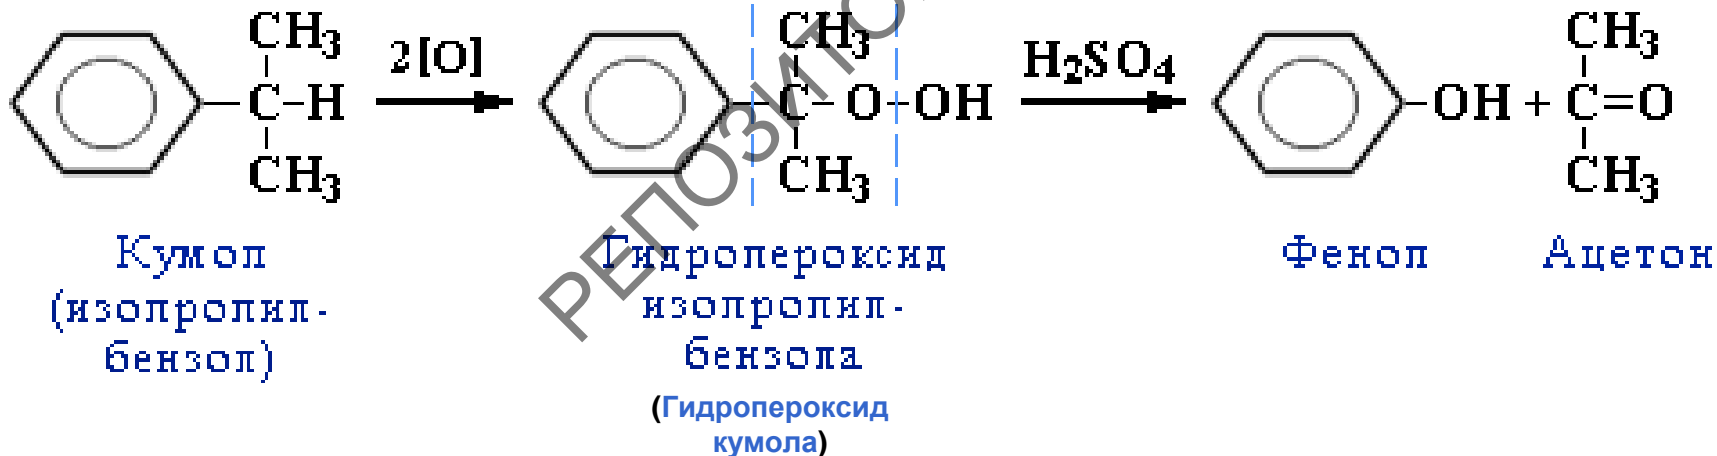 CH₃ CH₃ CH₃
2[O] H₂SO₄
C–H C–O–OH –OH + C=O
CH₃ CH₃ CH₃
Кумол Гидропероксид Фенол Ацетон
(изопропил- изопропил-
бензол) бензола
(Гидропероксид
кумола)